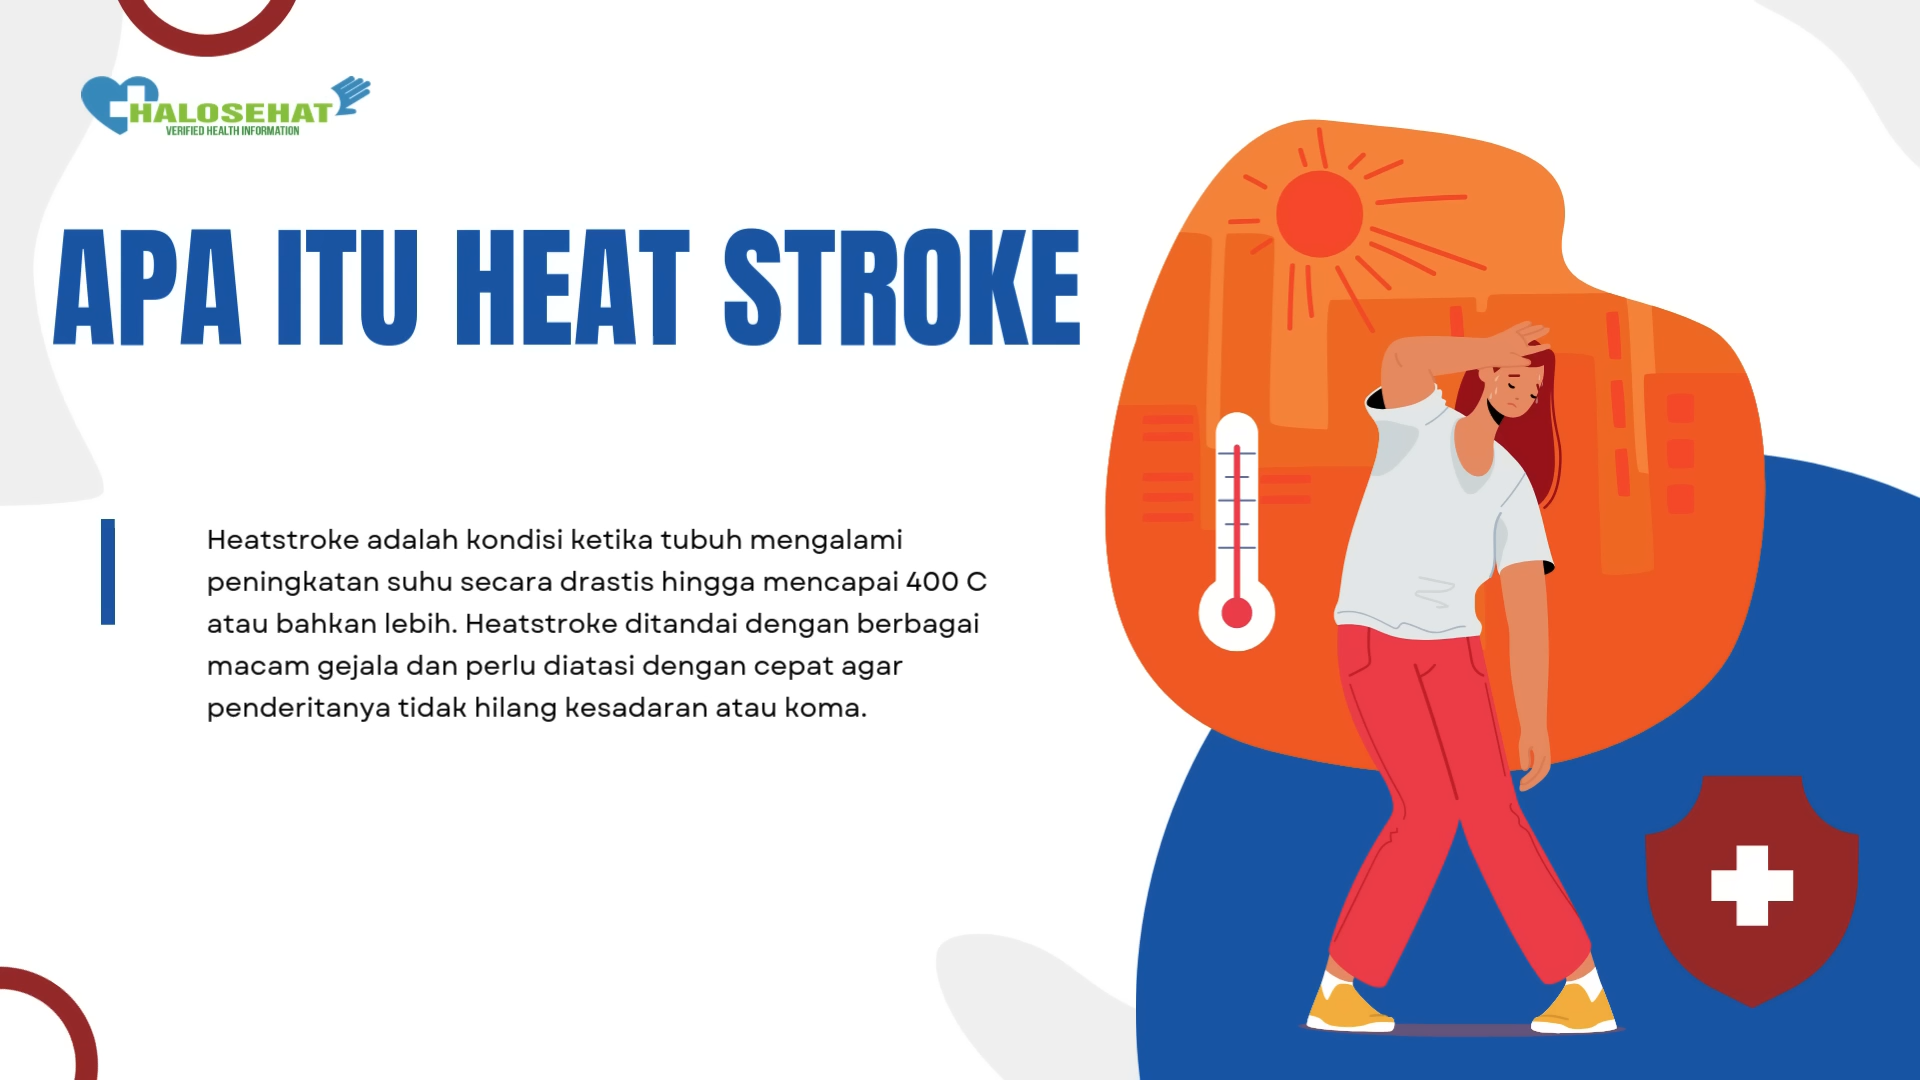 HALOSEHAT
VERIFIED HEALTH INFORMATION
APA ITU HEAT STROKE
Heatstroke adalah kondisi ketika tubuh mengalami
peningkatan suhu secara drastis hingga mencapai 400 C
atau bahkan lebih. Heatstroke ditandai dengan berbagai
macam gejala dan perlu diatasi dengan cepat agar
penderitanya tidak hilang kesadaran atau koma.